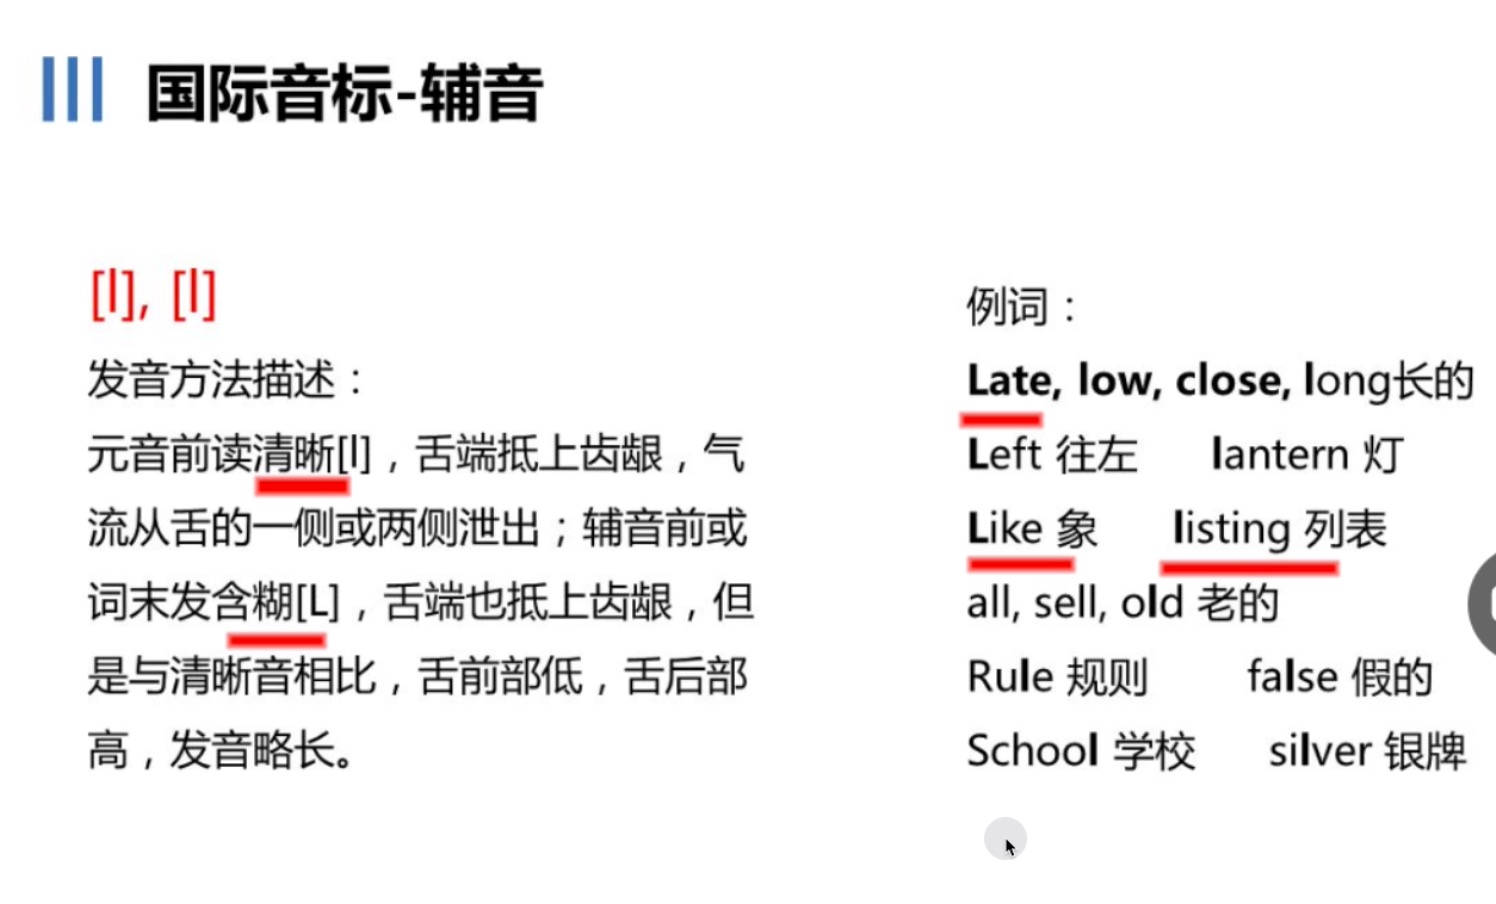 国际音标-辅音
[l], [l]
发音方法描述：
元音前读清晰[l]，舌端抵上齿龈，气
流从舌的一侧或两侧泄出；辅音前或
词末发含糊[L]，舌端也抵上齿龈，但
是与清晰音相比，舌前部低，舌后部
高，发音略长。
例词：
Late, low, close, long长的
Left 往左 lantern 灯
Like 象 listing 列表
all, sell, old 老的
Rule 规则 false 假的
School 学校 silver 银牌